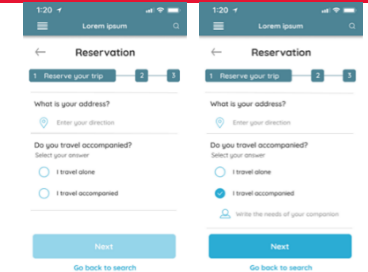 1:20
Lorem Ipsum
Reservation
1 Reserve your trip 2 3
What is your address?
Enter your direction
Do you travel accompanied?
Select your answer
I travel alone
I travel accompanied
Next
Go back to search
1:20
Lorem Ipsum
Reservation
1 Reserve your trip 2 3
What is your address?
Enter your direction
Do you travel accompanied?
Select your answer
I travel alone
I travel accompanied
Write the needs of your companion
Next
Go back to search